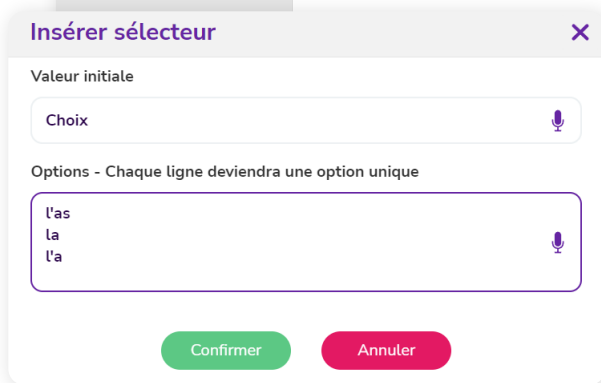 Insérer sélecteur
Valeur initiale
Choix
Options - Chaque ligne deviendra une option unique
l'as
la
l'a
Confirmer
Annuler